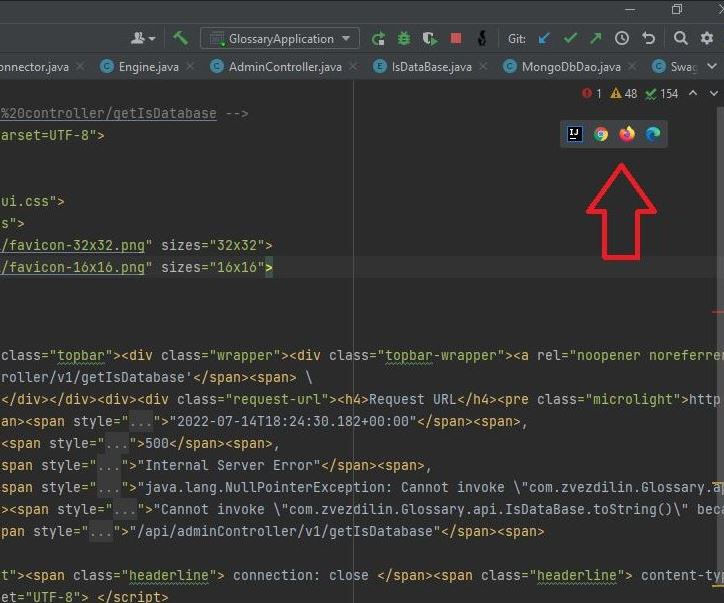 GlossaryApplication
Git:
onnector.java Engine.java AdminController.java IsDataBase.java MongoDbDao.java Swag
1 48 154
%20controller/getIsDatabase -->
arset=UTF-8">
IJ
ui.css">
s">
/favicon-32x32.png" sizes="32x32">
/favicon-16x16.png" sizes="16x16">
class="topbar"><div class="wrapper"><div class="topbar-wrapper"><a rel="noopener noreferrer
roller/v1/getIsDatabase'</span><span> \
</div></div><div><div class="request-url"><h4>Request URL</h4><pre class="microlight">http
an><span style="...">"2022-07-14T18:24:30.182+00:00"</span><span>,
<span style="...">500</span><span>,
span style="...">"Internal Server Error"</span><span>,
span style="...">"java.lang.NullPointerException: Cannot invoke \"com.zvezdilin.Glossary.ap
><span style="...">"Cannot invoke \"com.zvezdilin.Glossary.api.IsDataBase.toString()\" beca
pan style="...">"/api/adminController/v1/getIsDatabase"</span><span>
t"><span class="headerline"> connection: close </span><span class="headerline"> content-typ
set="UTF-8"> </script>